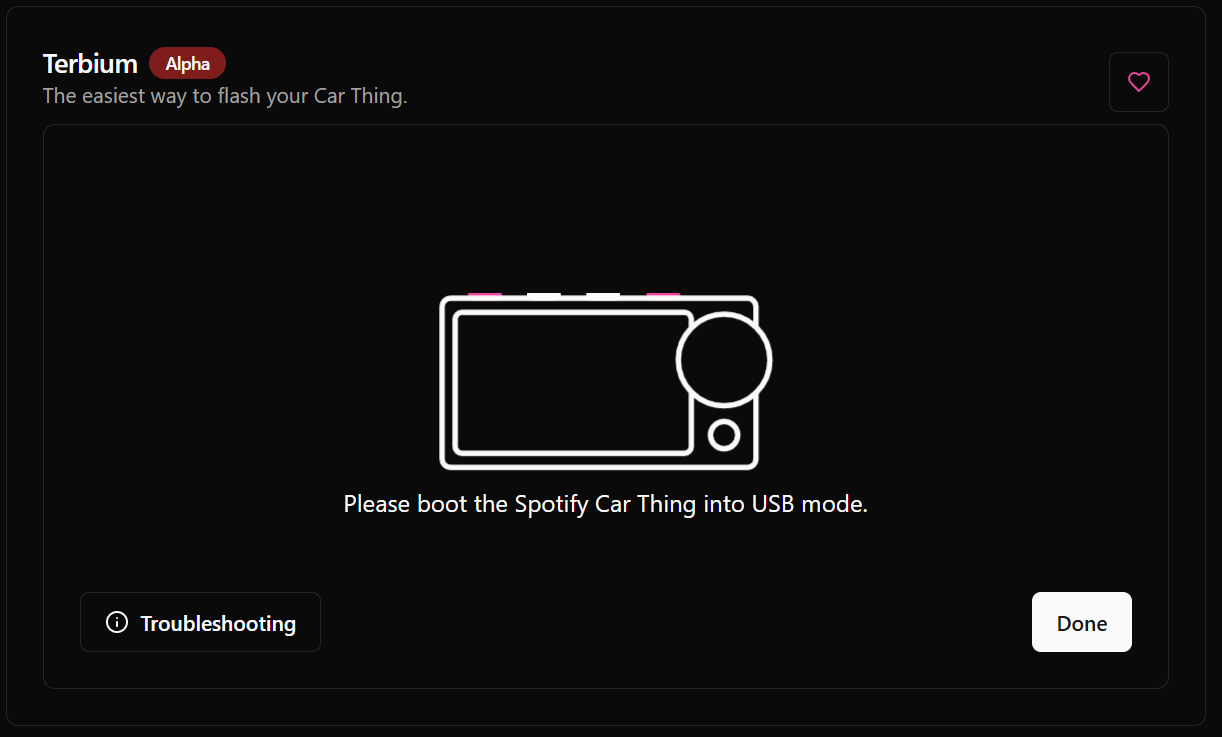 Terbium Alpha
The easiest way to flash your Car Thing.
Please boot the Spotify Car Thing into USB mode.
Troubleshooting
Done